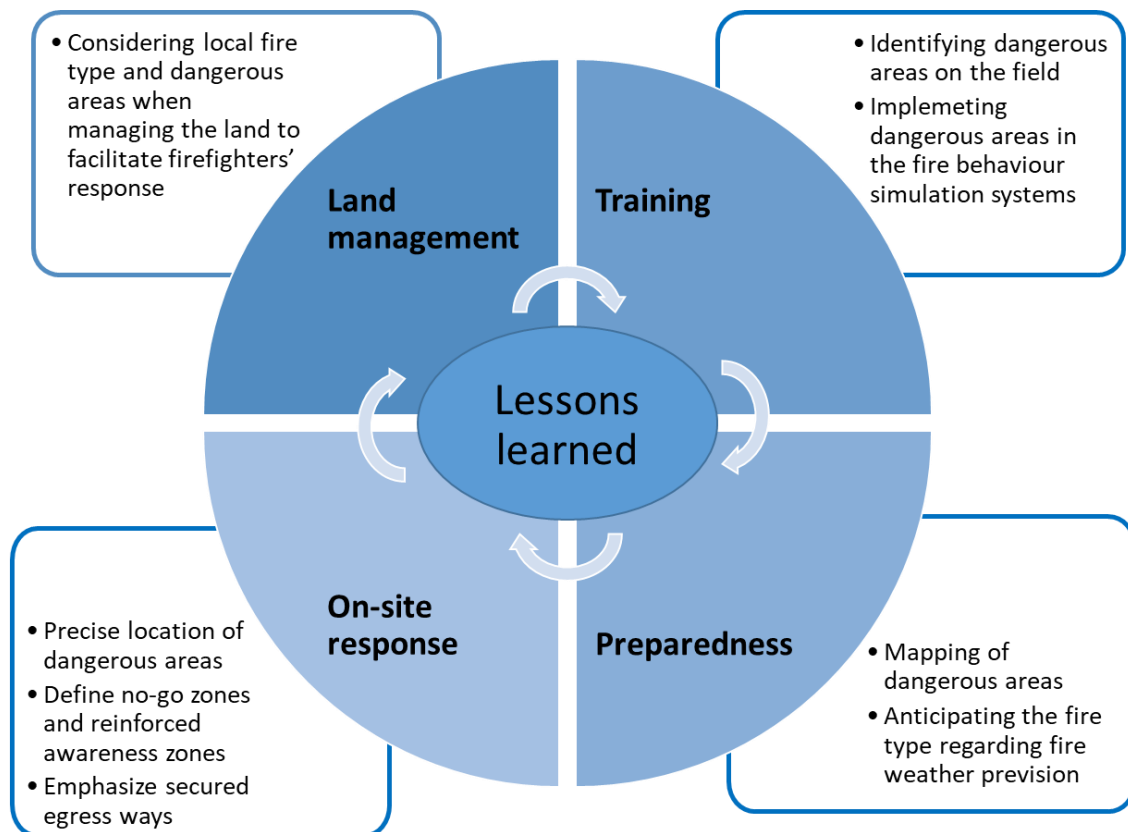 • Considering local fire
type and dangerous
areas when
managing the land to
facilitate firefighters’
response
• Identifying dangerous
areas on the field
• Implemeting
dangerous areas in
the fire behaviour
simulation systems
Land
management
Training
Lessons
learned
On-site
response
Preparedness
• Precise location of
dangerous areas
• Define no-go zones
and reinforced
awareness zones
• Emphasize secured
egress ways
• Mapping of
dangerous areas
• Anticipating the fire
type regarding fire
weather prevision